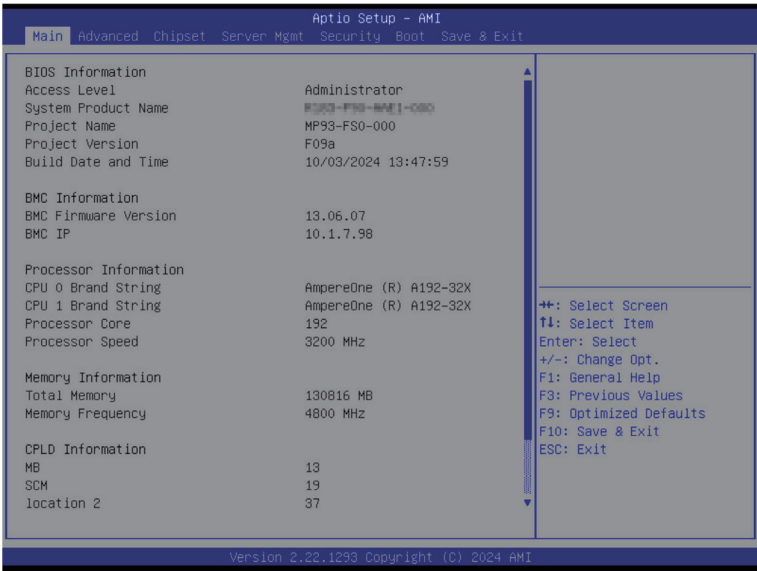 Aptio Setup - AMI
Main Advanced Chipset Server Mgmt Security Boot Save & Exit
BIOS Information
Access Level Administrator
System Product Name
Project Name MP93-FS0-000
Project Version F09a
Build Date and Time 10/03/2024 13:47:59
BMC Information
BMC Firmware Version 13.06.07
BMC IP 10.1.7.98
Processor Information
CPU 0 Brand String AmpereOne (R) A192-32X
CPU 1 Brand String AmpereOne (R) A192-32X
Processor Core 192
Processor Speed 3200 MHz
Memory Information
Total Memory 130816 MB
Memory Frequency 4800 MHz
CPLD Information
MB 13
SCM 19
location 2 37
→←: Select Screen
↑↓: Select Item
Enter: Select
+/-: Change Opt.
F1: General Help
F3: Previous Values
F9: Optimized Defaults
F10: Save & Exit
ESC: Exit
Version 2.22.1293 Copyright (C) 2024 AMI